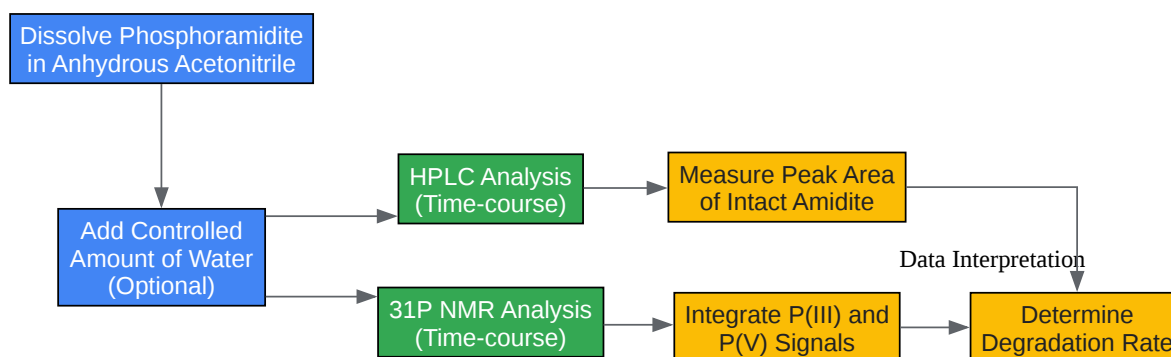 Dissolve Phosphoramidite
in Anhydrous Acetonitrile
Add Controlled
Amount of Water
(Optional)
HPLC Analysis
(Time-course)
Measure Peak Area
of Intact Amidite
Data Interpretation
31P NMR Analysis
(Time-course)
Integrate P(III) and
P(V) Signals
Determine
Degradation Rate